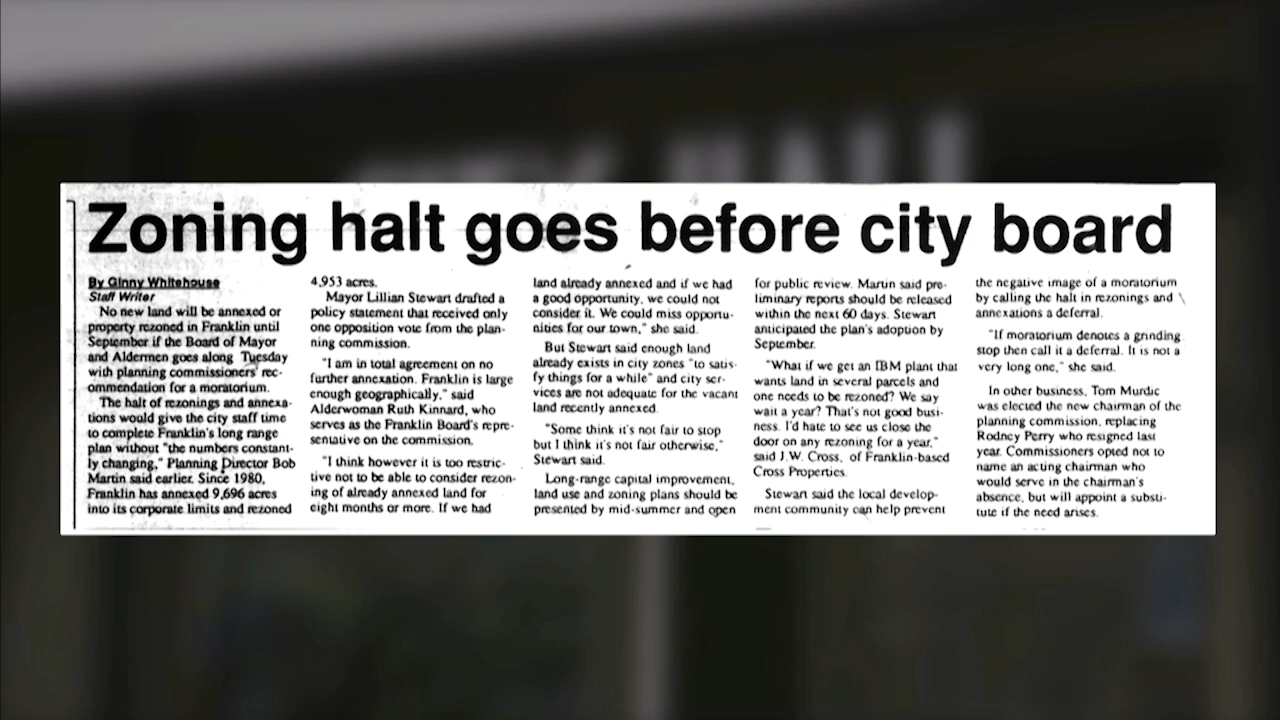 CITY HALL
Zoning halt goes before city board
By Ginny Whitehouse
Staff Writer
No new land will be annexed or
property rezoned in Franklin until
September if the Board of Mayor
and Aldermen goes along Tuesday
with planning commissioners' rec-
ommendation for a moratorium.
The halt of rezonings and annexa-
tions would give the city staff time
to complete Franklin's long range
plan without "the numbers constant-
ly changing," Planning Director Bob
Martin said earlier. Since 1980,
Franklin has annexed 9,696 acres
into its corporate limits and rezoned
4,953 acres.
Mayor Lillian Stewart drafted a
policy statement that received only
one opposition vote from the plan-
ning commission.
"I am in total agreement on no
further annexation. Franklin is large
enough geographically," said
Alderwoman Ruth Kinnard, who
serves as the Franklin Board's repre-
sentative on the commission.
"I think however it is too restric-
tive not to be able to consider rezon-
ing of already annexed land for
eight months or more. If we had
land already annexed and if we had
a good opportunity, we could not
consider it. We could miss opportu-
nities for our town," she said.
But Stewart said enough land
already exists in city zones "to satis-
fy things for a while" and city ser-
vices are not adequate for the vacant
land recently annexed.
"Some think it's not fair to stop
but I think it's not fair otherwise,"
Stewart said.
Long-range capital improvement,
land use and zoning plans should be
presented by mid-summer and open
for public review. Martin said pre-
liminary reports should be released
within the next 60 days. Stewart
anticipated the plan's adoption by
September.
"What if we get an IBM plant that
wants land in several parcels and
one needs to be rezoned? We say
wait a year? That's not good busi-
ness. I'd hate to see us close the
door on any rezoning for a year,"
said J.W. Cross, of Franklin-based
Cross Properties.
Stewart said the local develop-
ment community can help prevent
the negative image of a moratorium
by calling the halt in rezonings and
annexations a deferral.
"If moratorium denotes a grinding
stop then call it a deferral. It is not a
very long one," she said.
In other business, Tom Murdic
was elected the new chairman of the
planning commission, replacing
Rodney Perry who resigned last
year. Commissioners opted not to
name an acting chairman who
would serve in the chairman's
absence, but will appoint a substi-
tute if the need arises.